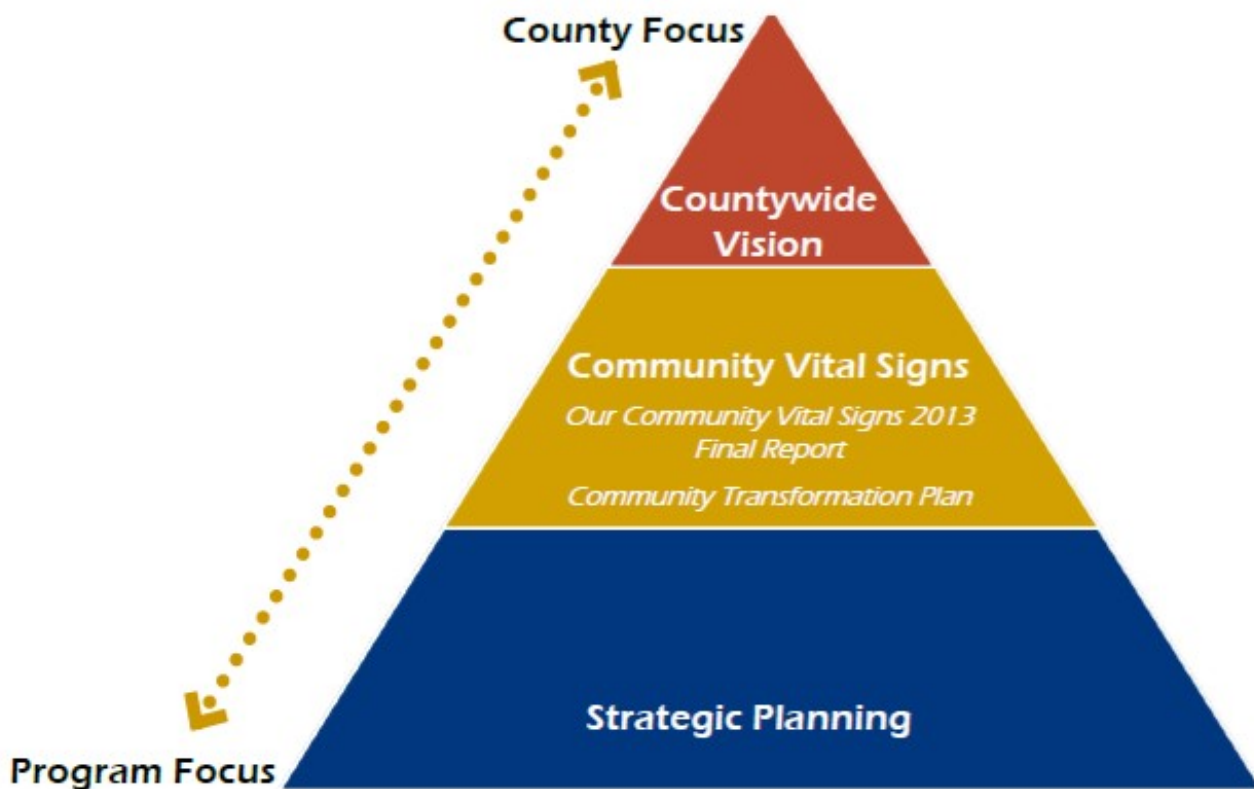 County Focus
Countywide
Vision
Community Vital Signs
Our Community Vital Signs 2013
Final Report
Community Transformation Plan
Strategic Planning
Program Focus